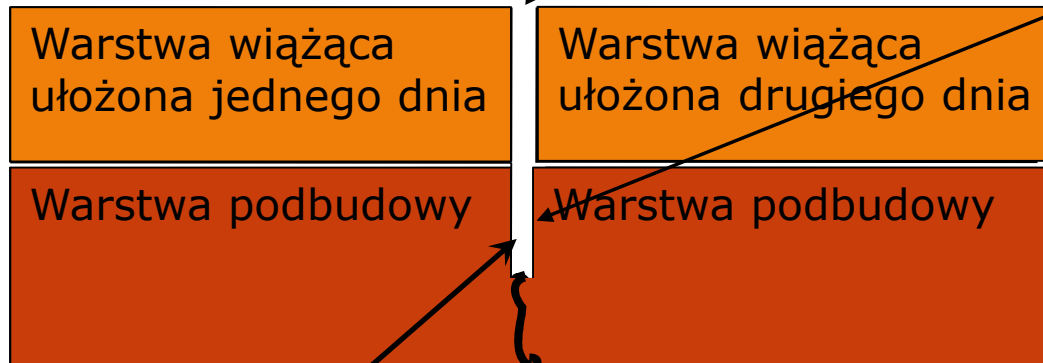 Warstwa wiążąca
ułożona jednego dnia
Warstwa wiążąca
ułożona drugiego dnia
Warstwa podbudowy
Warstwa podbudowy